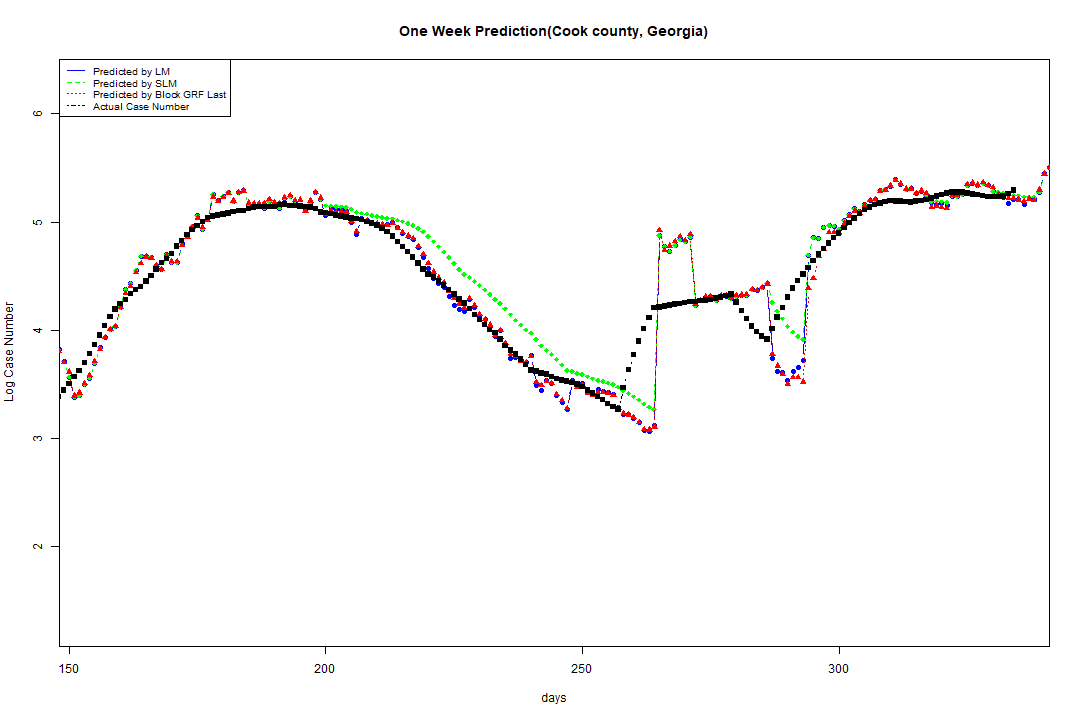 One Week Prediction(Cook county, Georgia)
Predicted by LM
Predicted by SLM
Predicted by Block GRF Last
Actual Case Number
6
5
4
3
2
Log Case Number
150 200 250 300
days